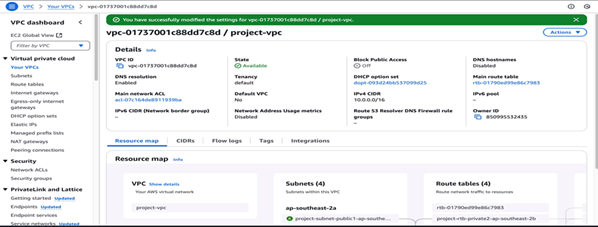 VPC > Your VPCs > vpc-01737001c88dd7c8d
You have successfully modified the settings for vpc-01737001c88dd7c8d / project-vpc.
VPC dashboard
EC2 Global View
Filter by VPC
Virtual private cloud
Your VPCs
Subnets
Route tables
Internet gateways
Egress-only internet
gateways
DHCP option sets
Elastic IPs
Managed prefix lists
NAT gateways
Peering connections
Security
Network ACLs
Security groups
PrivateLink and Lattice
Getting started Updated
Endpoints Updated
Endpoint services
Service networks Updated
vpc-01737001c88dd7c8d / project-vpc
Actions
Details Info
VPC ID
vpc-01737001c88dd7c8d
State
Available
Block Public Access
Off
DNS hostnames
Disabled
DNS resolution
Enabled
Tenancy
default
DHCP option set
dopt-093d24bb537099d25
Main route table
rtb-01790ed99e86c7983
Main network ACL
acl-07c164de8911939ba
Default VPC
No
IPv4 CIDR
10.0.0.0/16
IPv6 pool
–
IPv6 CIDR (Network border group)
–
Network Address Usage metrics
Disabled
Route 53 Resolver DNS Firewall rule
groups
–
Owner ID
850995532435
Resource map
CIDRs
Flow logs
Tags
Integrations
Resource map Info
VPC Show details
Your AWS virtual network
project-vpc
Subnets (4)
Subnets within this VPC
ap-southeast-2a
project-subnet-public1-ap-southe...
Route tables (4)
Route network traffic to resources
rtb-01790ed99e86c7983
project-rtb-private2-ap-southeast-2b